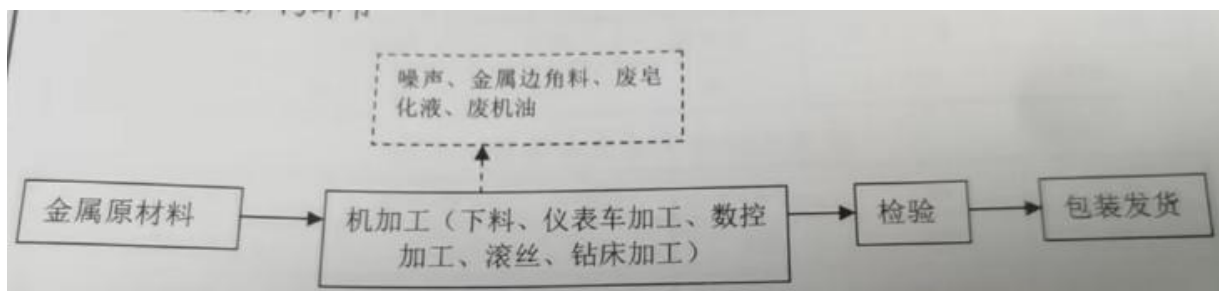 噪声、金属边角料、废皂
化液、废机油
金属原材料
机加工（下料、仪表车加工、数控
加工、滚丝、钻床加工）
检验
包装发货